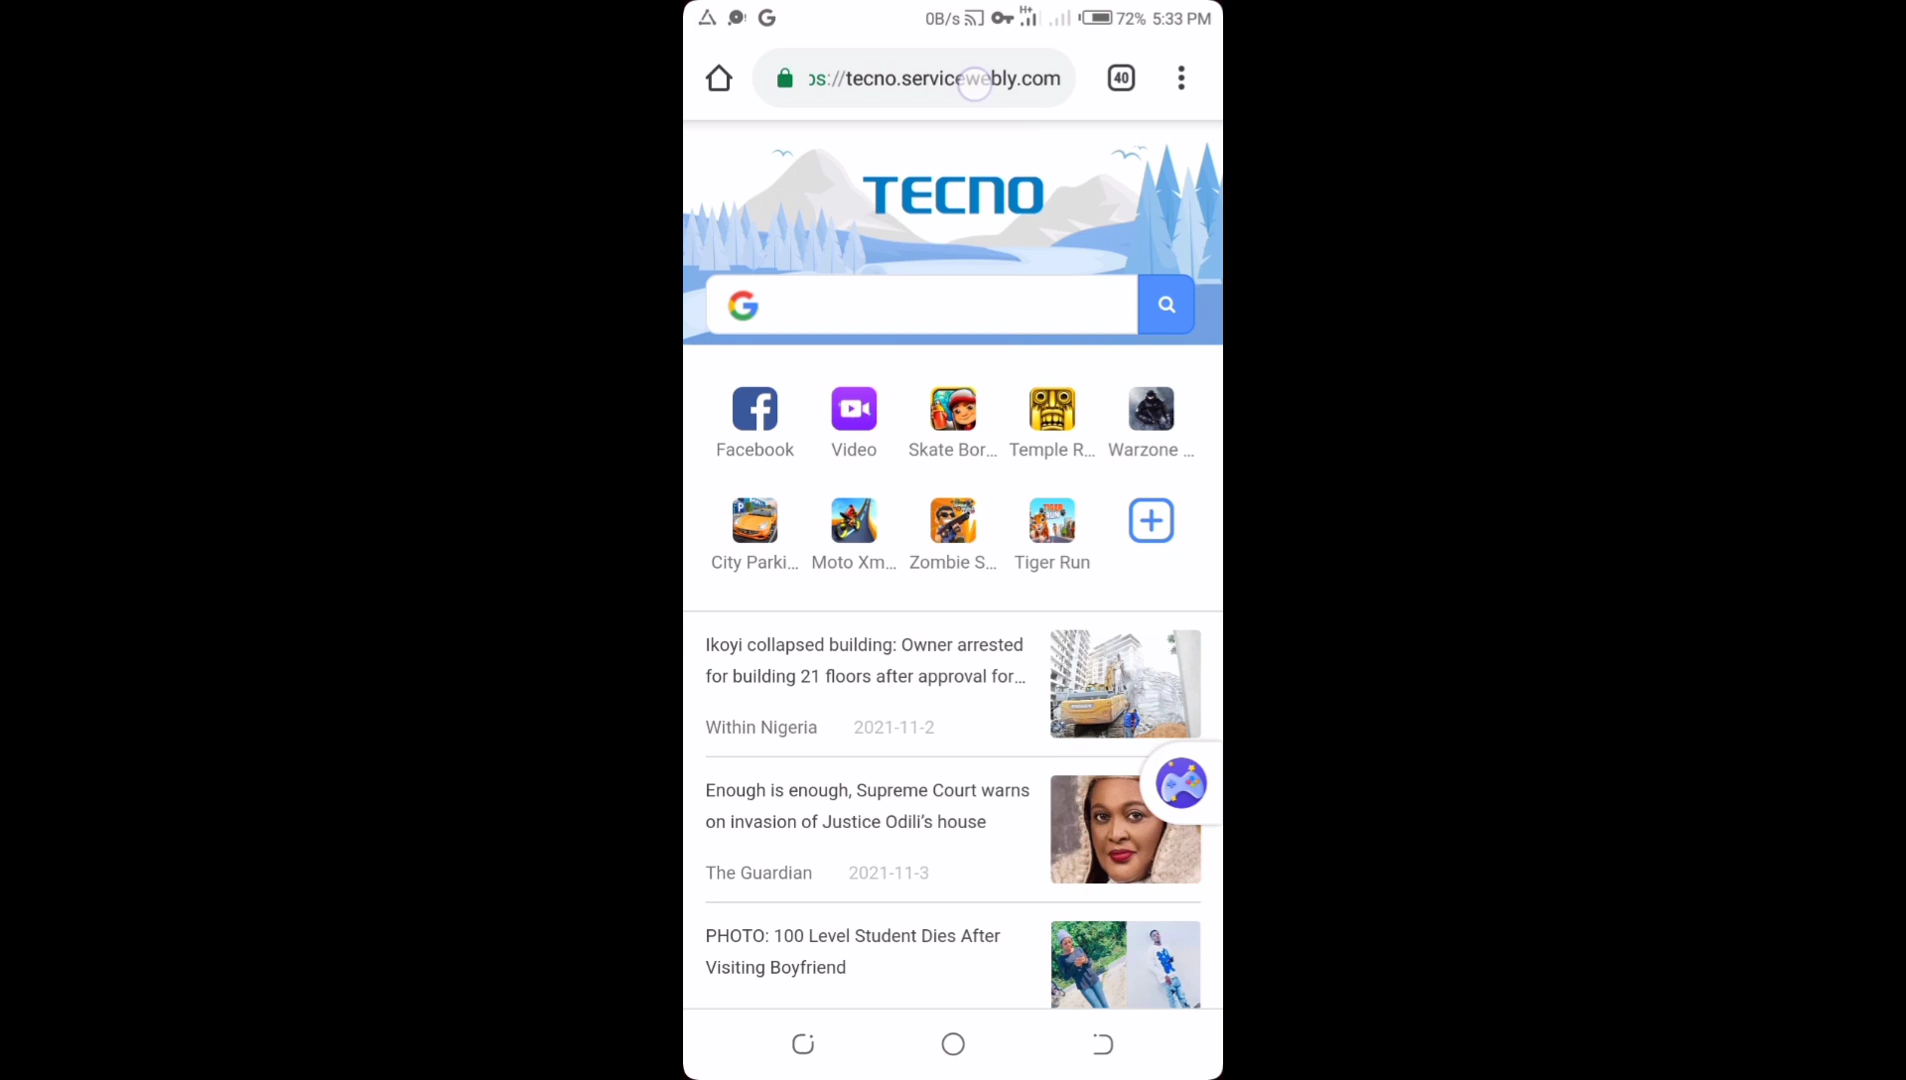 0B/s H+ 72% 5:33 PM
ps://tecno.servicewebly.com 40
TECNO
Facebook Video Skate Bor... Temple R... Warzone ...
City Parki... Moto Xm... Zombie S... Tiger Run
Ikoyi collapsed building: Owner arrested
for building 21 floors after approval for...
Within Nigeria 2021-11-2
Enough is enough, Supreme Court warns
on invasion of Justice Odili’s house
The Guardian 2021-11-3
PHOTO: 100 Level Student Dies After
Visiting Boyfriend